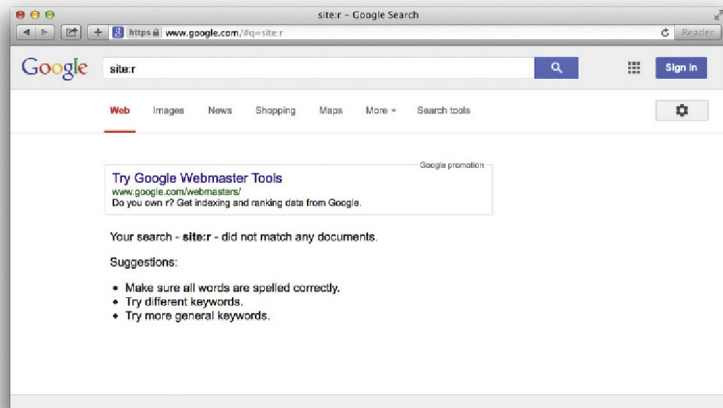 site:r – Google Search
https www.google.com/#q=site:r
Reader
Google
site:r
Sign in
Web Images News Shopping Maps More Search tools
Google promotion
Try Google Webmaster Tools
www.google.com/webmasters/
Do you own r? Get indexing and ranking data from Google.
Your search - site:r - did not match any documents.
Suggestions:
• Make sure all words are spelled correctly.
• Try different keywords.
• Try more general keywords.